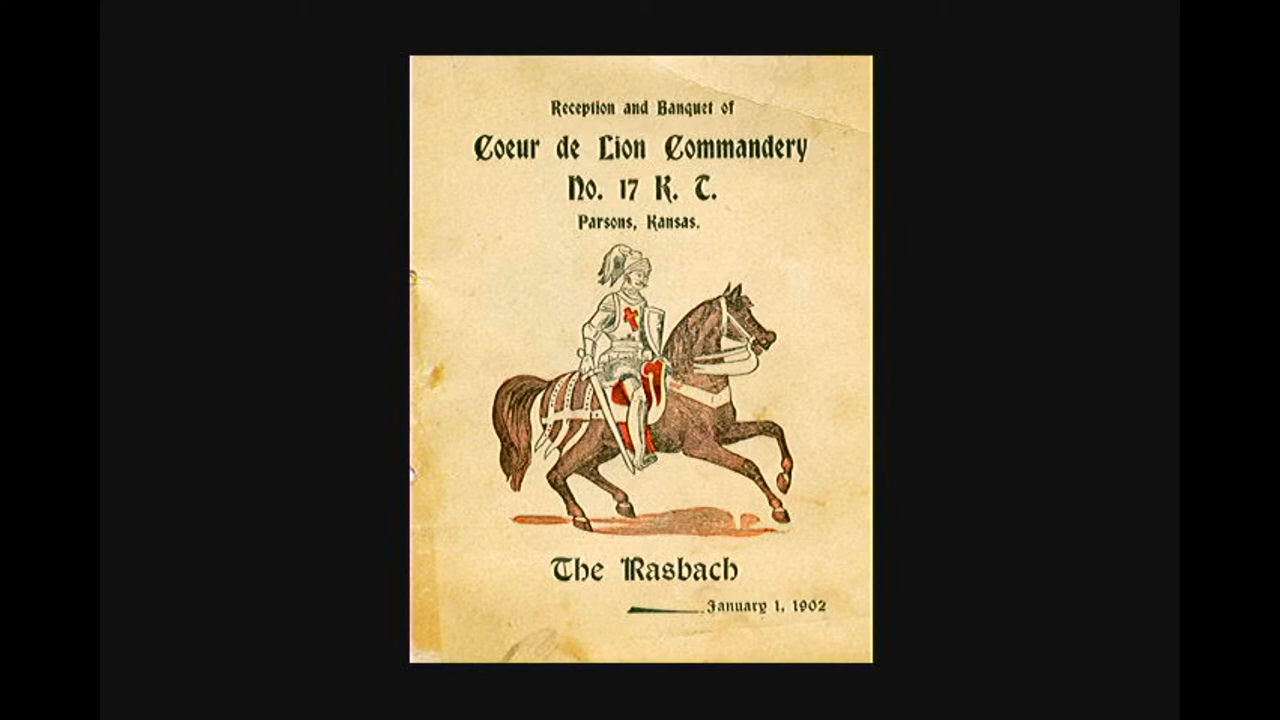 Reception and Banquet of
Coeur de Lion Commandery
No. 17 K. T.
Parsons, Kansas.
The Rasbach
January 1, 1902